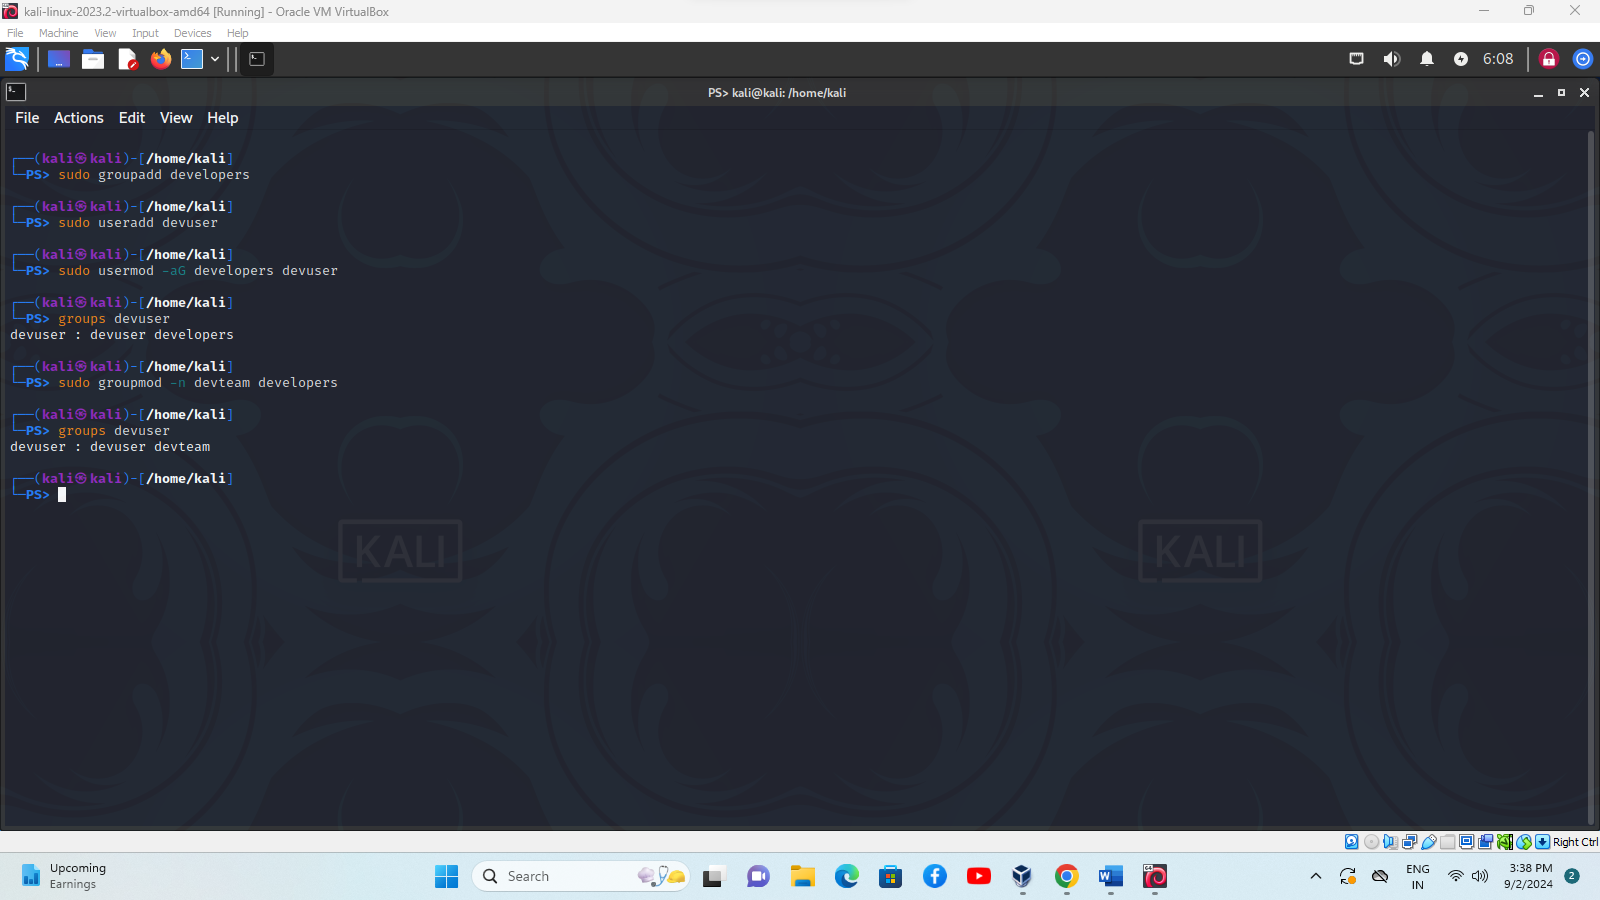 kali-linux-2023.2-virtualbox-amd64 [Running] - Oracle VM VirtualBox
File Machine View Input Devices Help
6:08
PS> kali@kali: /home/kali
File Actions Edit View Help
┌──(kali㉿kali)-[/home/kali]
└─PS> sudo groupadd developers
┌──(kali㉿kali)-[/home/kali]
└─PS> sudo useradd devuser
┌──(kali㉿kali)-[/home/kali]
└─PS> sudo usermod -aG developers devuser
┌──(kali㉿kali)-[/home/kali]
└─PS> groups devuser
devuser : devuser developers
┌──(kali㉿kali)-[/home/kali]
└─PS> sudo groupmod -n devteam developers
┌──(kali㉿kali)-[/home/kali]
└─PS> groups devuser
devuser : devuser devteam
┌──(kali㉿kali)-[/home/kali]
└─PS>
KALI KALI
Right Ctrl
Upcoming
Earnings
Search
ENG
IN
3:38 PM
9/2/2024
2